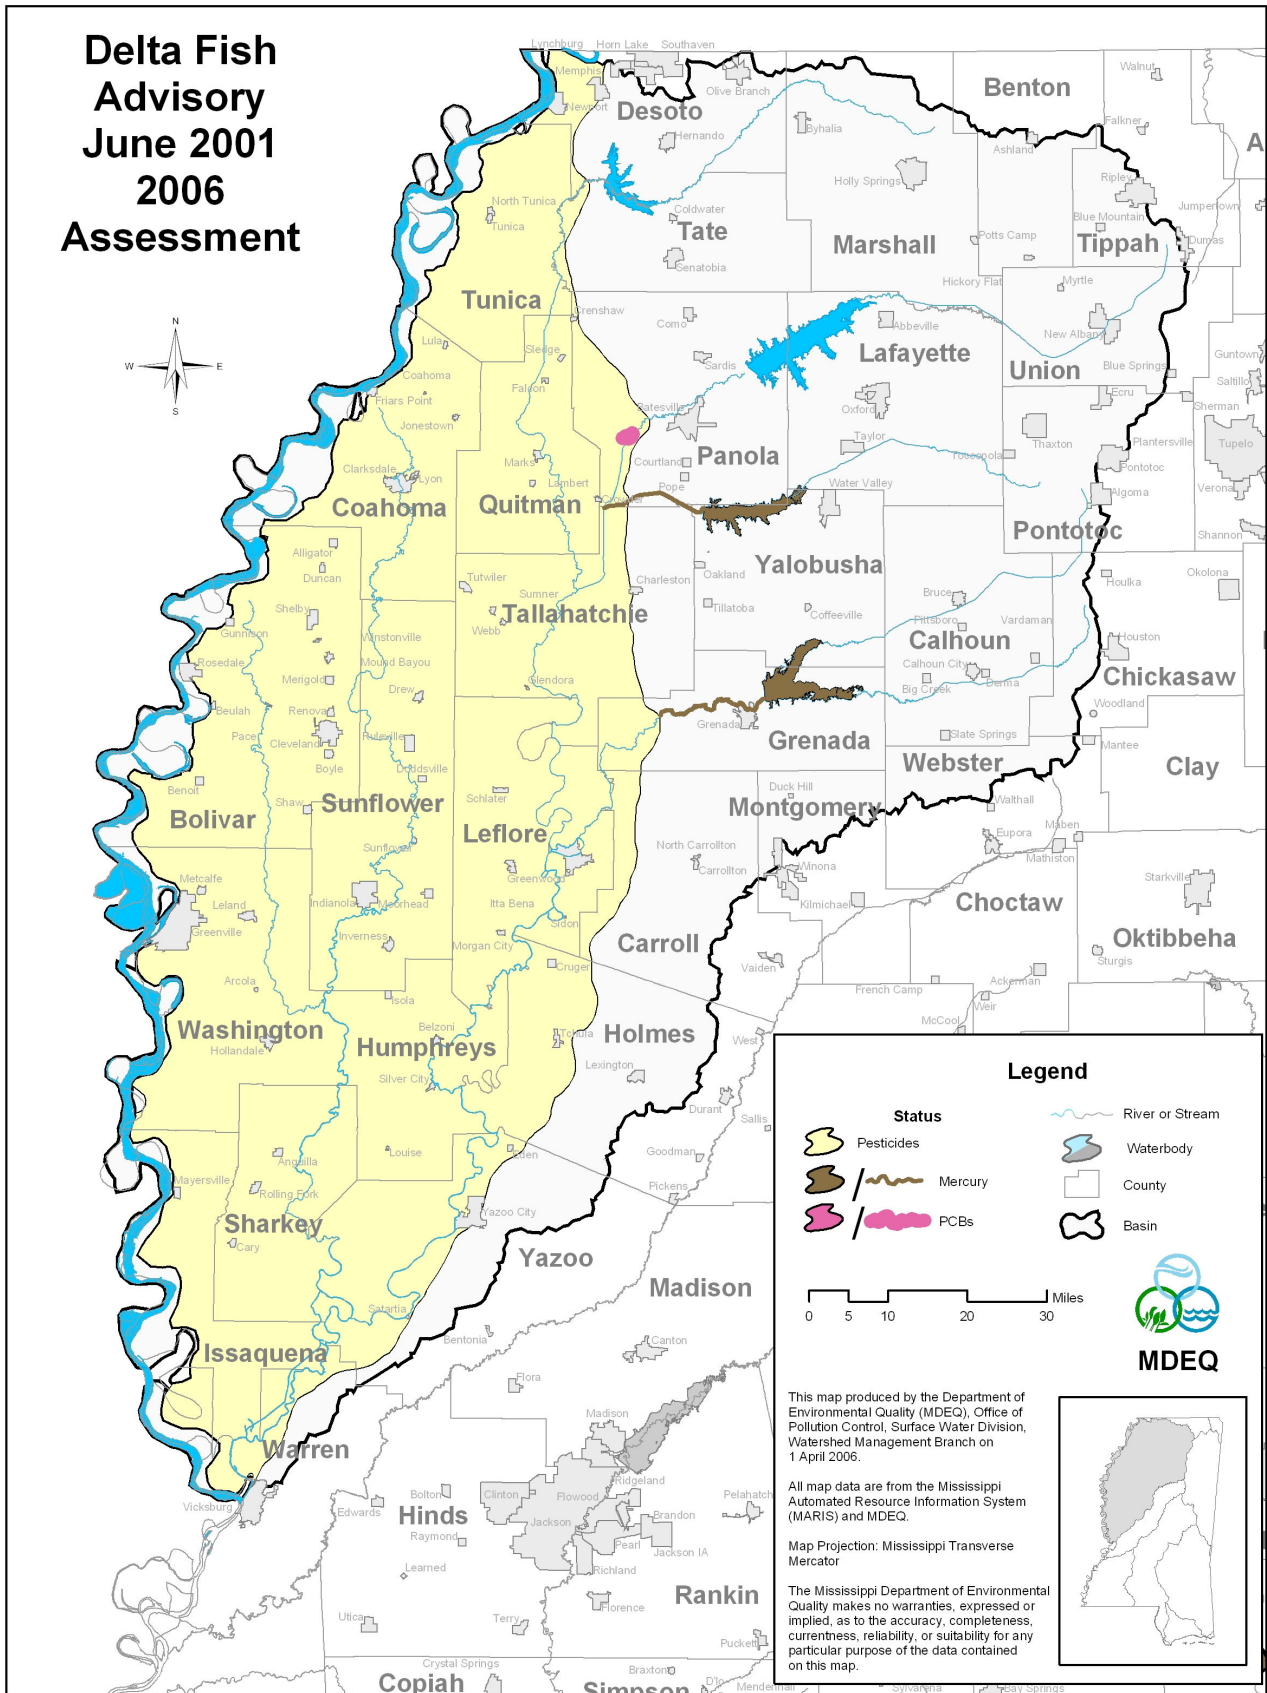 Delta Fish
Advisory
June 2001
2006
Assessment
N
W
E
S
Lynchburg
Horn Lake
Southaven
Memphis
Newport
Olive Branch
Walnut
Benton
Desoto
Hernando
Byhalia
Falkner
Ashland
A
Holly Springs
Ripley
North Tunica
Tunica
Coldwater
Tate
Senatobia
Marshall
Potts Camp
Blue Mountain
Tippah
Jumpertown
Dumas
Hickory Flat
Myrtle
Tunica
Crenshaw
Como
Abbeville
New Albany
Lula
Sledge
Sardis
Lafayette
Union
Blue Springs
Guntown
Saltillo
Coahoma
Falcon
Friars Point
Batesville
Oxford
Ecru
Sherman
Jonestown
Taylor
Thaxton
Plantersville
Tupelo
Clarksdale
Lyon
Marks
Lambert
Courtland
Panola
Pope
Toccopola
Pontotoc
Water Valley
Algoma
Verona
Coahoma
Quitman
Crowder
Pontotoc
Shannon
Alligator
Duncan
Yalobusha
Tutwiler
Sumner
Charleston
Oakland
Houlka
Okolona
Shelby
Tallahatchie
Tillatoba
Coffeeville
Bruce
Pittsboro
Vardaman
Gunnison
Winstonville
Webb
Calhoun
Houston
Rosedale
Mound Bayou
Calhoun City
Merigold
Drew
Glendora
Big Creek
Derma
Chickasaw
Beulah
Renova
Woodland
Pace
Cleveland
Ruleville
Grenada
Grenada
Slate Springs
Mantee
Boyle
Doddsville
Webster
Clay
Benoit
Shaw
Sunflower
Schlater
Duck Hill
Montgomery
Walthall
Bolivar
Leflore
Maben
Eupora
Sunflower
North Carrollton
Carrollton
Winona
Mathiston
Metcalfe
Greenwood
Starkville
Leland
Indianola
Moorhead
Itta Bena
Kilmichael
Choctaw
Greenville
Inverness
Morgan City
Sidon
Carroll
Oktibbeha
Cruger
Vaiden
Sturgis
Arcola
Isola
French Camp
Ackerman
Weir
Washington
Belzoni
Tchula
Holmes
West
McCool
Hollandale
Humphreys
Silver City
Lexington
Durant
Sallis
Anguilla
Louise
Eden
Goodman
Mayersville
Rolling Fork
Pickens
Sharkey
Yazoo City
Cary
Yazoo
Madison
Satartia
Bentonia
Canton
Issaquena
Flora
Madison
Warren
Ridgeland
Vicksburg
Bolton
Clinton
Flowood
Pelahatch
Edwards
Hinds
Jackson
Brandon
Raymond
Pearl
Jackson IA
Learned
Richland
Rankin
Florence
Utica
Terry
Puckett
Crystal Springs
Braxton
D'lo
Mendenhall
Copiah
Simpson
Sylvarena
Bay Springs
Legend
Status
Pesticides
Mercury
PCBs
River or Stream
Waterbody
County
Basin
Miles
0 5 10 20 30
MDEQ
This map produced by the Department of
Environmental Quality (MDEQ), Office of
Pollution Control, Surface Water Division,
Watershed Management Branch on
1 April 2006.
All map data are from the Mississippi
Automated Resource Information System
(MARIS) and MDEQ.
Map Projection: Mississippi Transverse
Mercator
The Mississippi Department of Environmental
Quality makes no warranties, expressed or
implied, as to the accuracy, completeness,
currentness, reliability, or suitability for any
particular purpose of the data contained
on this map.